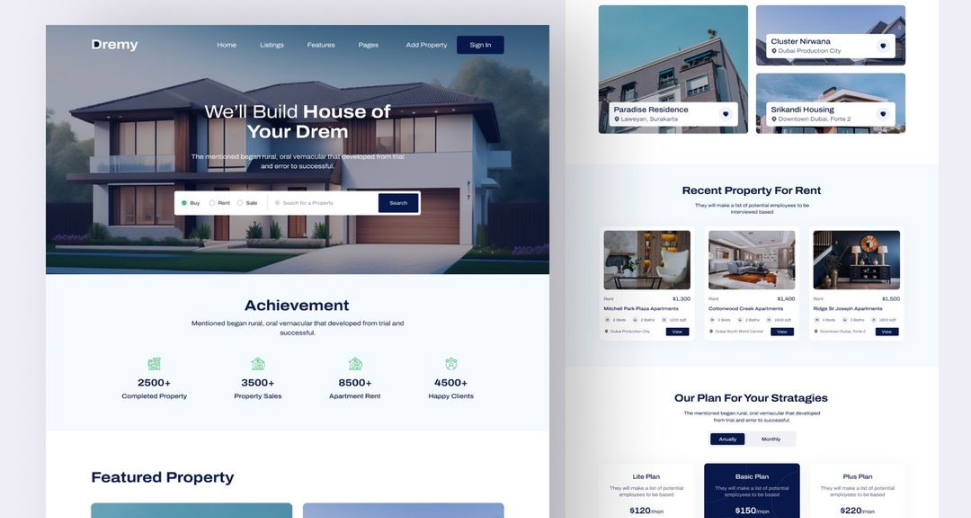 Dremy
Home
Listings
Features
Pages
Add Property
Sign In
We'll Build House of
Your Drem
The mentioned began rural, oral vernacular that developed from trial
and error to successful.
Buy
Rent
Sale
Seach for a Property
Search
Achievement
Mentioned began rural, oral vernacular that developed from trial and
successful.
2500+
Completed Property
3500+
Property Sales
8500+
Apartment Rent
4500+
Happy Clients
Featured Property
Paradise Residence
Laweyan, Surakarta
Cluster Nirwana
Dubai Production City
Srikandi Housing
Downtown Dubai, Forte 2
Recent Property For Rent
They will make a list of potential employees to be
interviewed based
Rent
$1,300
Mitchell Park Plaza Apartments
2 Baths
Dubai Production City
View
Rent
$1,400
Cottonwood Creek Apartments
Dubai South World Central
View
Rent
$1,500
Ridge St Joseph Apartments
Downtown Dubai, Forte 2
View
Our Plan For Your Stratagies
The mentioned began rural, oral vernacular that developed
from trial and error to successful.
Anually
Monthly
Lite Plan
They will make a list of potential
employees to be based
$120/mon
Basic Plan
They will make a list of potential
employees to be based
$150/mon
Plus Plan
They will make a list of potential
employees to be based
$220/mon